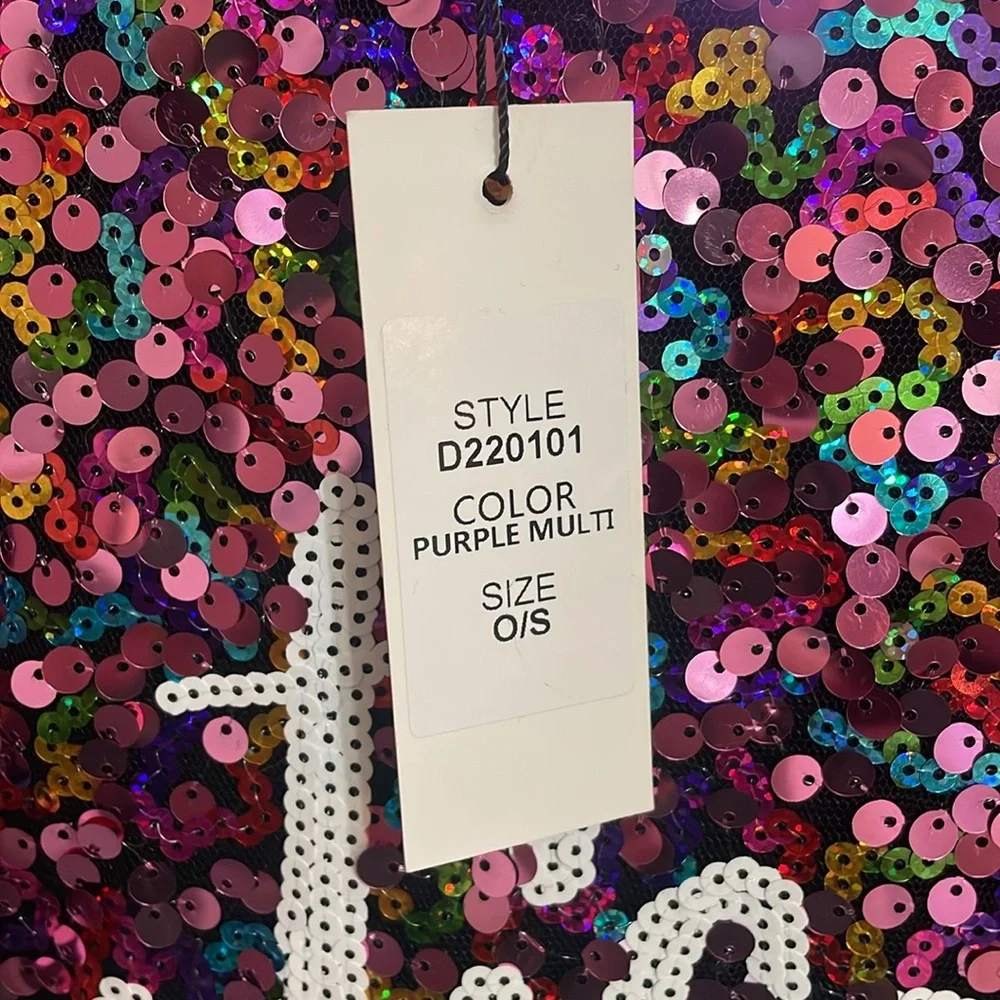 STYLE
D220101
COLOR
PURPLE MULTI
SIZE
O/S